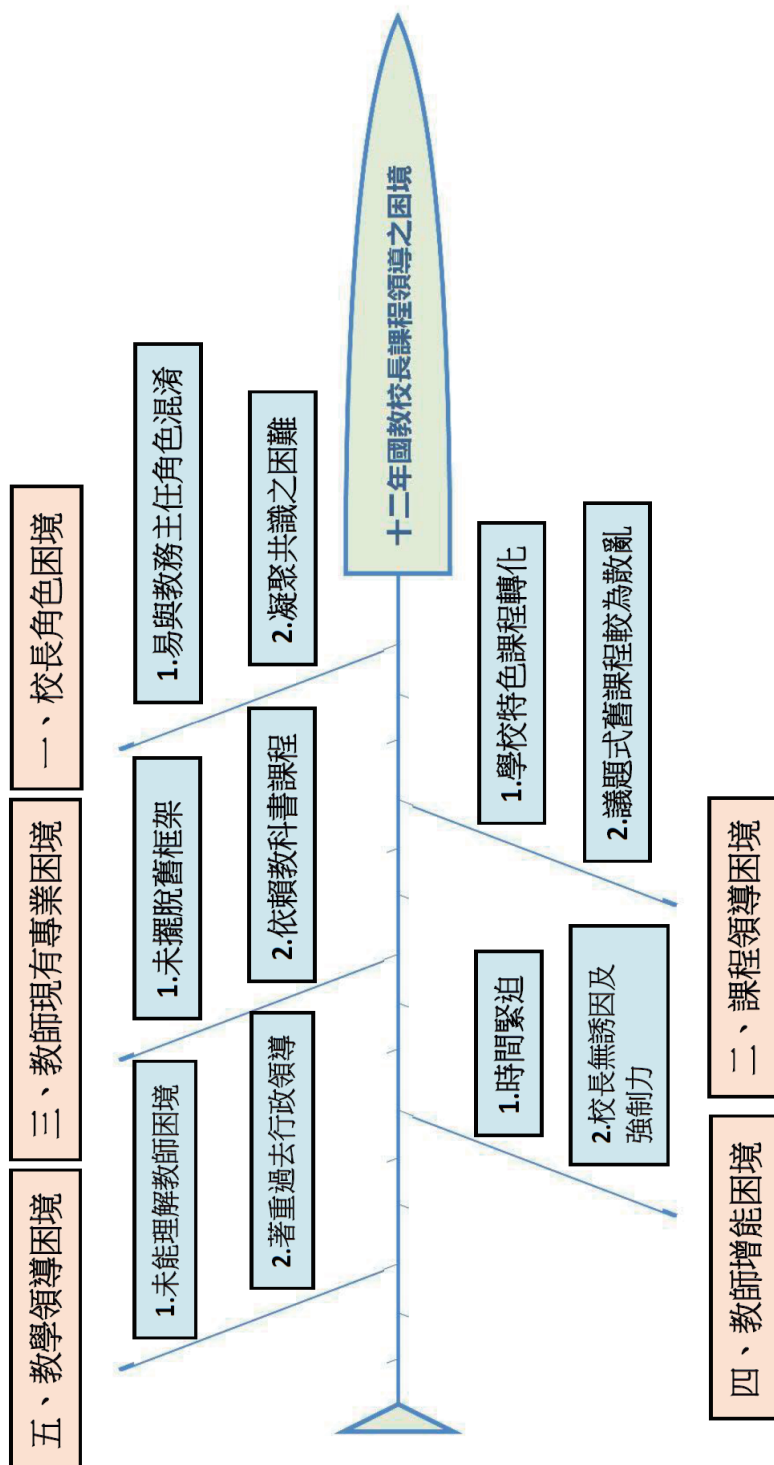 十二年國教校長課程領導之困境
一、校長角色困境
1.易與教務主任角色混淆
2.凝聚共識之困難
二、課程領導困境
1.學校特色課程轉化
2.議題式舊課程較為散亂
三、教師現有專業困境
1.未擺脫舊框架
2.依賴教科書課程
四、教師增能困境
1.時間緊迫
2.校長無誘因及
強制力
五、教學領導困境
1.未能理解教師困境
2.著重過去行政領導